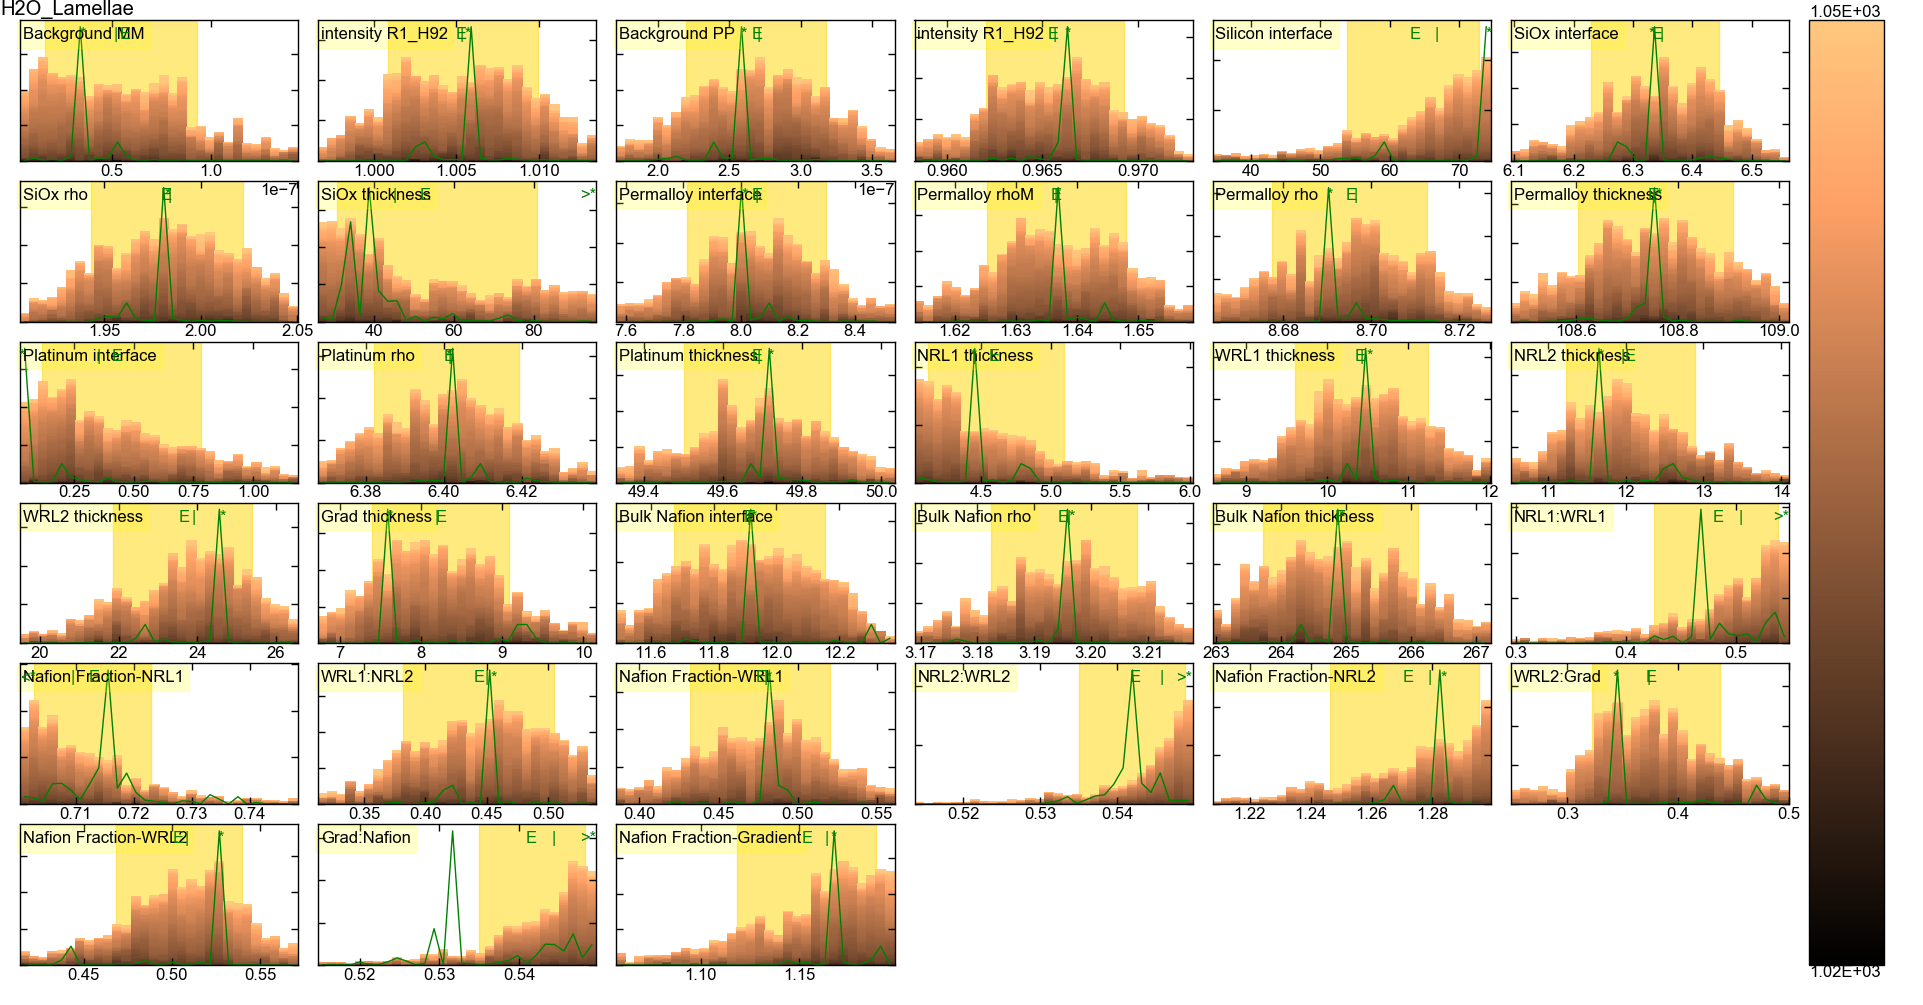 H2O_Lamellae
1.05E+03
Background MM
intensity R1_H92
Background PP
intensity R1_H92
Silicon interface
SiOx interface
0.5 1.0
1.000 1.005 1.010
2.0 2.5 3.0 3.5
0.960 0.965 0.970
40 50 60 70
6.1 6.2 6.3 6.4 6.5
SiOx rho 1e-7
SiOx thickness
Permalloy interface 1e-7
Permalloy rhoM
Permalloy rho
Permalloy thickness
1.95 2.00 2.05
40 60 80
7.6 7.8 8.0 8.2 8.4
1.62 1.63 1.64 1.65
8.68 8.70 8.72
108.6 108.8 109.0
Platinum interface
Platinum rho
Platinum thickness
NRL1 thickness
WRL1 thickness
NRL2 thickness
0.25 0.50 0.75 1.00
6.38 6.40 6.42
49.4 49.6 49.8 50.0
4.5 5.0 5.5 6.0
9 10 11 12
11 12 13 14
WRL2 thickness
Grad thickness
Bulk Nafion interface
Bulk Nafion rho
Bulk Nafion thickness
NRL1:WRL1
20 22 24 26
7 8 9 10
11.6 11.8 12.0 12.2
3.17 3.18 3.19 3.20 3.21
263 264 265 266 267
0.3 0.4 0.5
Nafion Fraction-NRL1
WRL1:NRL2
Nafion Fraction-WRL1
NRL2:WRL2
Nafion Fraction-NRL2
WRL2:Grad
0.71 0.72 0.73 0.74
0.35 0.40 0.45 0.50
0.40 0.45 0.50 0.55
0.52 0.53 0.54
1.22 1.24 1.26 1.28
0.3 0.4 0.5
Nafion Fraction-WRL2
Grad:Nafion
Nafion Fraction-Gradient
0.45 0.50 0.55
0.52 0.53 0.54
1.10 1.15
1.02E+03